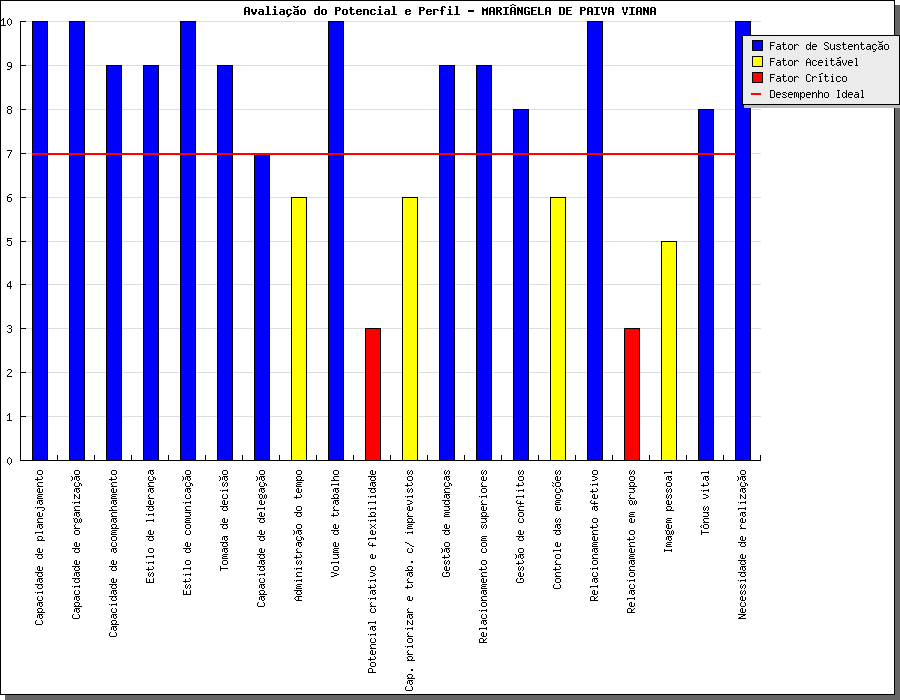 Avaliação do Potencial e Perfil - MARIÂNGELA DE PAIVA VIANA
10
9
8
7
6
5
4
3
2
1
0
Fator de Sustentação
Fator Aceitável
Fator Crítico
Desempenho Ideal
Capacidade de planejamento
Capacidade de organização
Capacidade de acompanhamento
Estilo de liderança
Estilo de comunicação
Tomada de decisão
Capacidade de delegação
Administração do tempo
Volume de trabalho
Potencial criativo e flexibilidade
Cap. priorizar e trab. c/ imprevistos
Gestão de mudanças
Relacionamento com superiores
Gestão de conflitos
Controle das emoções
Relacionamento afetivo
Relacionamento em grupos
Imagem pessoal
Tônus vital
Necessidade de realização